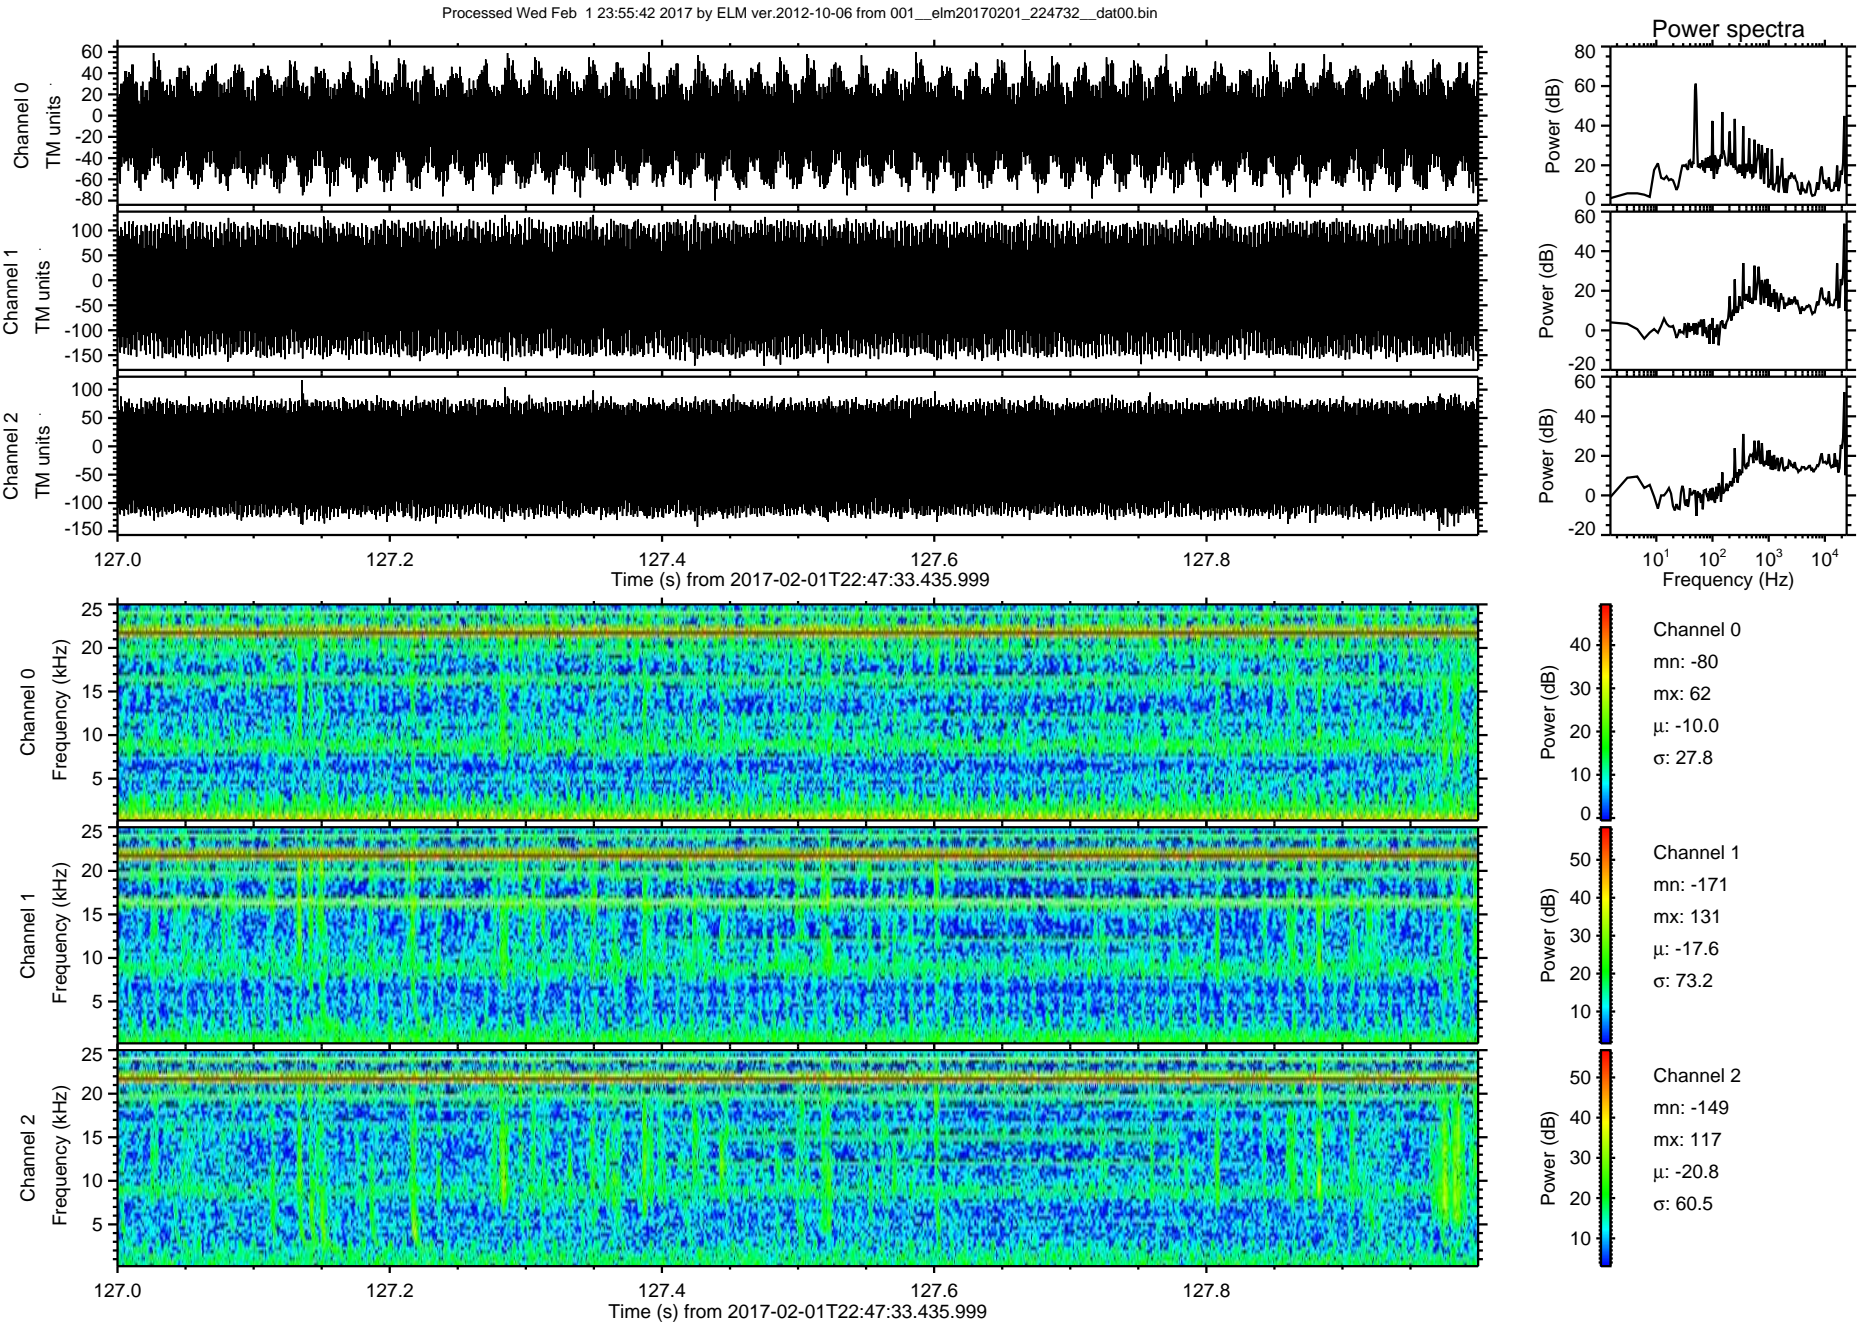 Processed Wed Feb  1 23:55:42 2017 by ELM ver.2012-10-06 from 001__elm20170201_224732__dat00.bin
Power spectra
Channel 0
TM units
60
40
20
0
-20
-40
-60
-80
Power (dB)
80
60
40
20
0
Channel 1
TM units
100
50
0
-50
-100
-150
Power (dB)
60
40
20
0
-20
Channel 2
TM units
100
50
0
-50
-100
-150
Power (dB)
60
40
20
0
-20
127.0 127.2 127.4 127.6 127.8
Time (s) from 2017-02-01T22:47:33.435.999
10¹ 10² 10³ 10⁴
Frequency (Hz)
Channel 0
Frequency (kHz)
25
20
15
10
5
Power (dB)
40
30
20
10
0
Channel 0
mn: -80
mx: 62
μ: -10.0
σ: 27.8
Channel 1
Frequency (kHz)
25
20
15
10
5
Power (dB)
50
40
30
20
10
Channel 1
mn: -171
mx: 131
μ: -17.6
σ: 73.2
Channel 2
Frequency (kHz)
25
20
15
10
5
Power (dB)
50
40
30
20
10
Channel 2
mn: -149
mx: 117
μ: -20.8
σ: 60.5
127.0 127.2 127.4 127.6 127.8
Time (s) from 2017-02-01T22:47:33.435.999